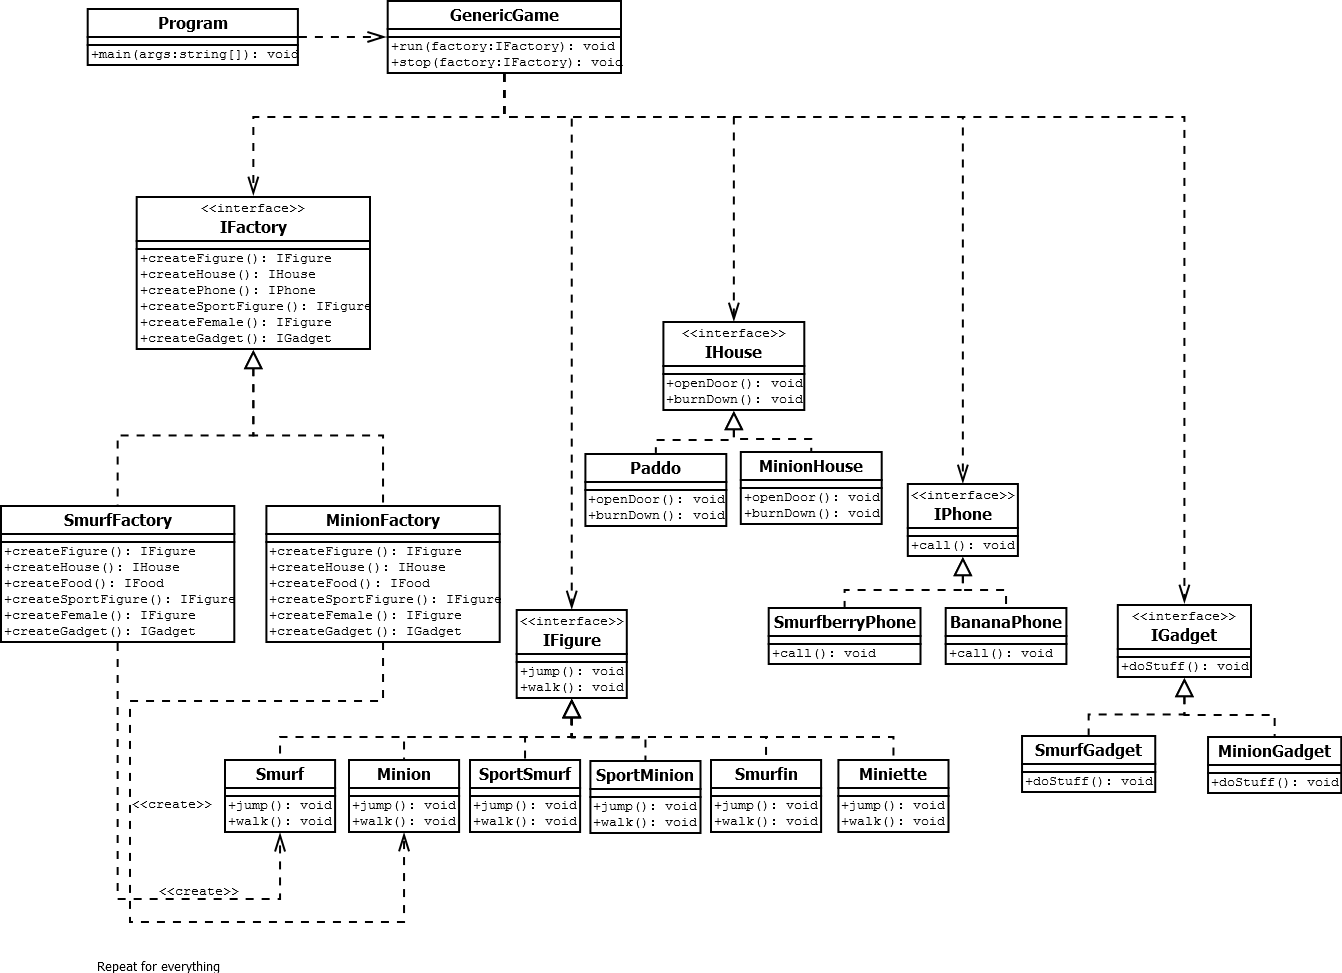 Program
+main(args:string[]): void
GenericGame
+run(factory:IFactory): void
+stop(factory:IFactory): void
<<interface>>
IFactory
+createFigure(): IFigure
+createHouse(): IHouse
+createPhone(): IPhone
+createSportFigure(): IFigure
+createFemale(): IFigure
+createGadget(): IGadget
<<interface>>
IHouse
+openDoor(): void
+burnDown(): void
Paddo
+openDoor(): void
+burnDown(): void
MinionHouse
+openDoor(): void
+burnDown(): void
<<interface>>
IPhone
+call(): void
SmurfFactory
+createFigure(): IFigure
+createHouse(): IHouse
+createFood(): IFood
+createSportFigure(): IFigure
+createFemale(): IFigure
+createGadget(): IGadget
MinionFactory
+createFigure(): IFigure
+createHouse(): IHouse
+createFood(): IFood
+createSportFigure(): IFigure
+createFemale(): IFigure
+createGadget(): IGadget
<<interface>>
IFigure
+jump(): void
+walk(): void
SmurfberryPhone
+call(): void
BananaPhone
+call(): void
<<interface>>
IGadget
+doStuff(): void
SmurfGadget
+doStuff(): void
MinionGadget
+doStuff(): void
Smurf
+jump(): void
+walk(): void
Minion
+jump(): void
+walk(): void
SportSmurf
+jump(): void
+walk(): void
SportMinion
+jump(): void
+walk(): void
Smurfin
+jump(): void
+walk(): void
Miniette
+jump(): void
+walk(): void
<<create>>
<<create>>
Repeat for everything